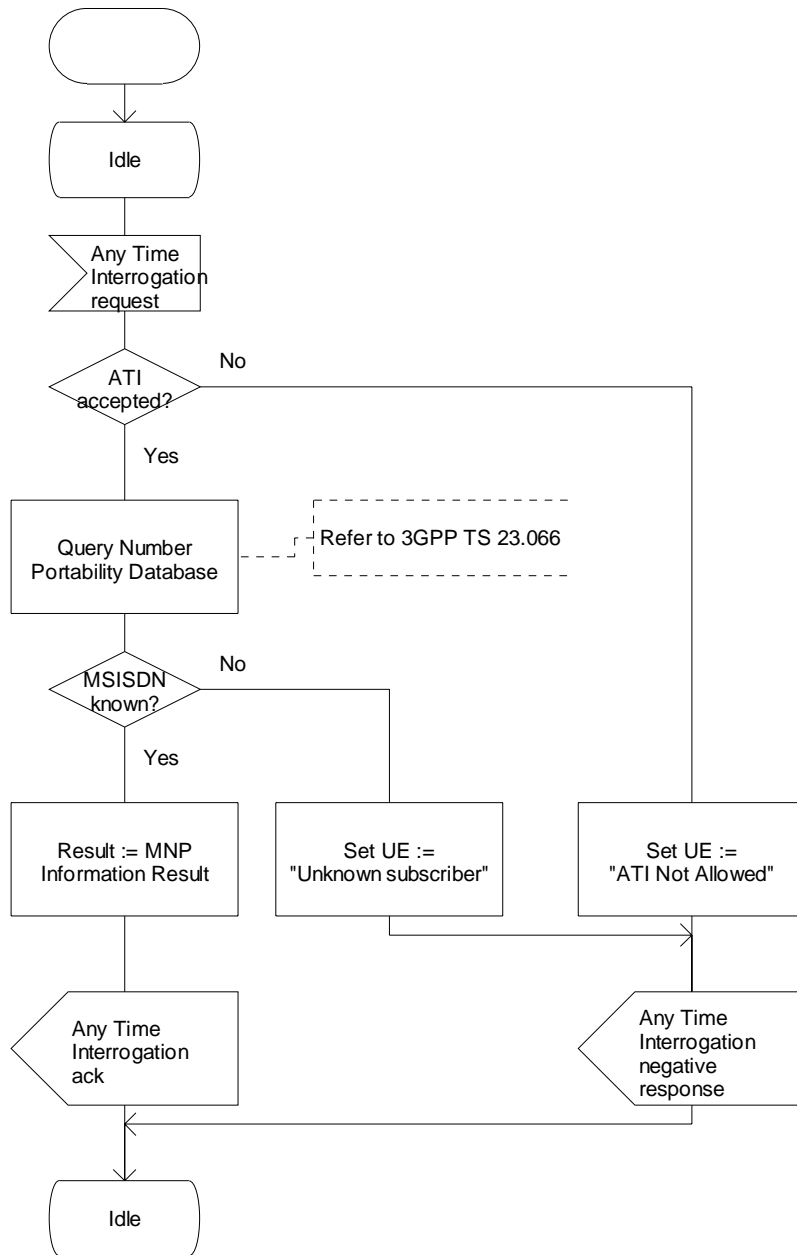 Idle
Any Time
Interrogation
request
ATI
accepted?
No
Yes
Query Number
Portability Database
Refer to 3GPP TS 23.066
MSISDN
known?
No
Yes
Result := MNP
Information Result
Set UE :=
"Unknown subscriber"
Set UE :=
"ATI Not Allowed"
Any Time
Interrogation
ack
Any Time
Interrogation
negative
response
Idle